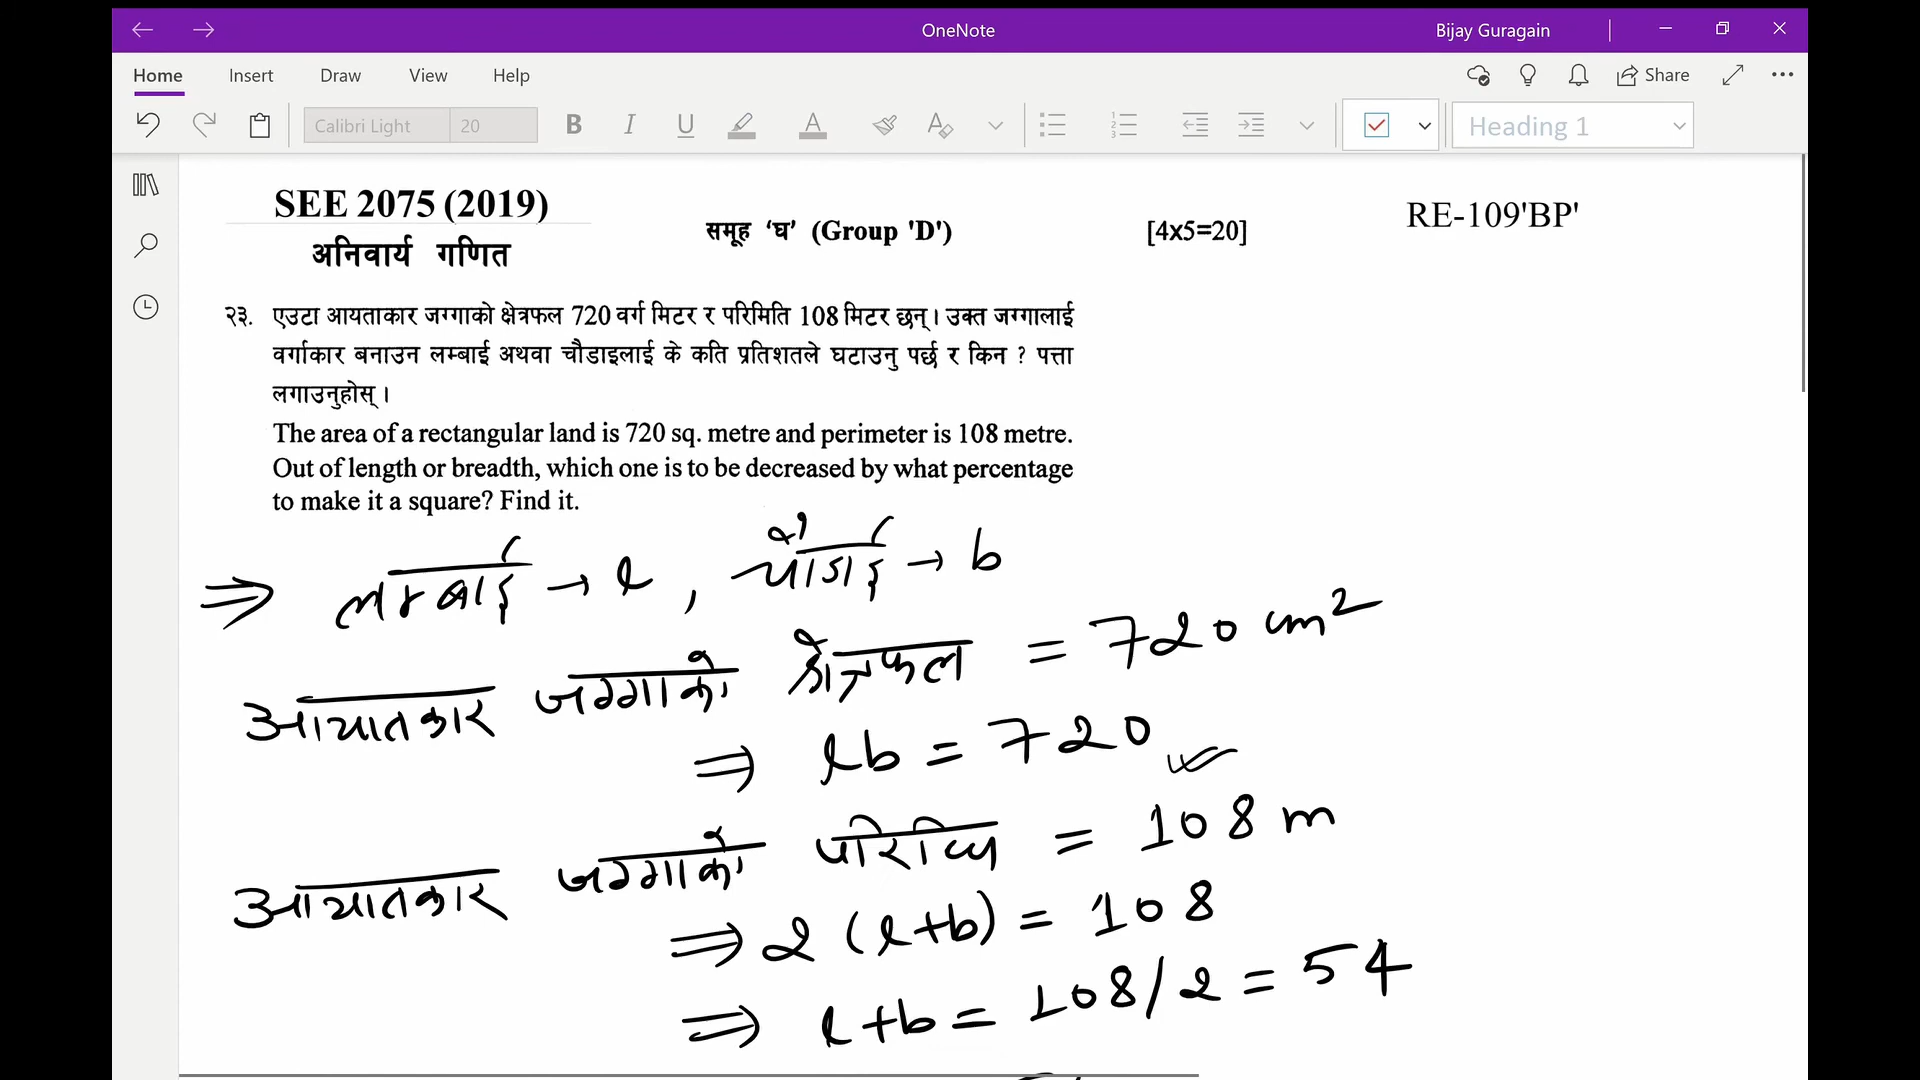 OneNote
Bijay Guragain
Home Insert Draw View Help
Share
Calibri Light 20 B I U A A Heading 1
SEE 2075 (2019)
अनिवार्य गणित
समूह ‘घ’ (Group 'D')
[4x5=20]
RE-109'BP'
२३. एउटा आयताकार जग्गाको क्षेत्रफल 720 वर्ग मिटर र परिमिति 108 मिटर छन्। उक्त जग्गालाई
वर्गाकार बनाउन लम्बाई अथवा चौडाइलाई के कति प्रतिशतले घटाउनु पर्छ र किन ? पत्ता
लगाउनुहोस् ।
The area of a rectangular land is 720 sq. metre and perimeter is 108 metre.
Out of length or breadth, which one is to be decreased by what percentage
to make it a square? Find it.
⇒ लम्बाई → l, चौडाई → b
आयातकार जग्गाको क्षेत्रफल = 720 cm²
⇒ lb = 720
आयातकार जग्गाको परिधि = 108 m
⇒ 2 (l+b) = 108
⇒ l+b = 108/2 = 54